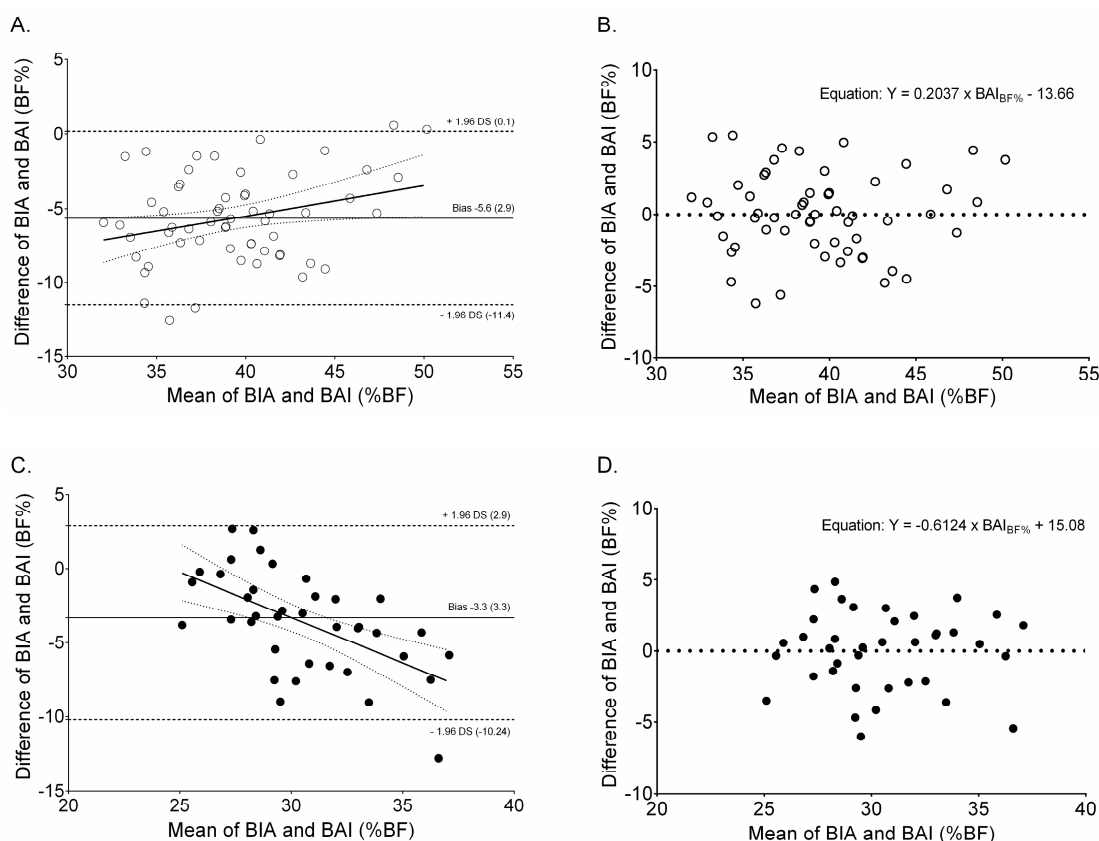 A.
Difference of BIA and BAI (BF%)
5
0
-5
-10
-15
+ 1.96 DS (0.1)
Bias -5.6 (2.9)
- 1.96 DS (-11.4)
30 35 40 45 50 55
Mean of BIA and BAI (%BF)
B.
Difference of BIA and BAI (BF%)
10
5
0
-5
-10
Equation: Y = 0.2037 x BAIBF% - 13.66
30 35 40 45 50 55
Mean of BIA and BAI (%BF)
C.
Difference of BIA and BAI (BF%)
5
0
-5
-10
-15
+ 1.96 DS (2.9)
Bias -3.3 (3.3)
- 1.96 DS (-10.24)
20 25 30 35 40
Mean of BIA and BAI (%BF)
D.
Difference of BIA and BAI (BF%)
10
5
0
-5
-10
Equation: Y = -0.6124 x BAIBF% + 15.08
20 25 30 35 40
Mean of BIA and BAI (%BF)